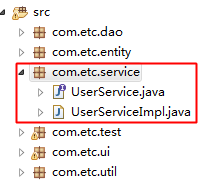 src
com.etc.dao
com.etc.entity
com.etc.service
UserService.java
UserServiceImpl.java
com.etc.test
com.etc.ui
com.etc.util